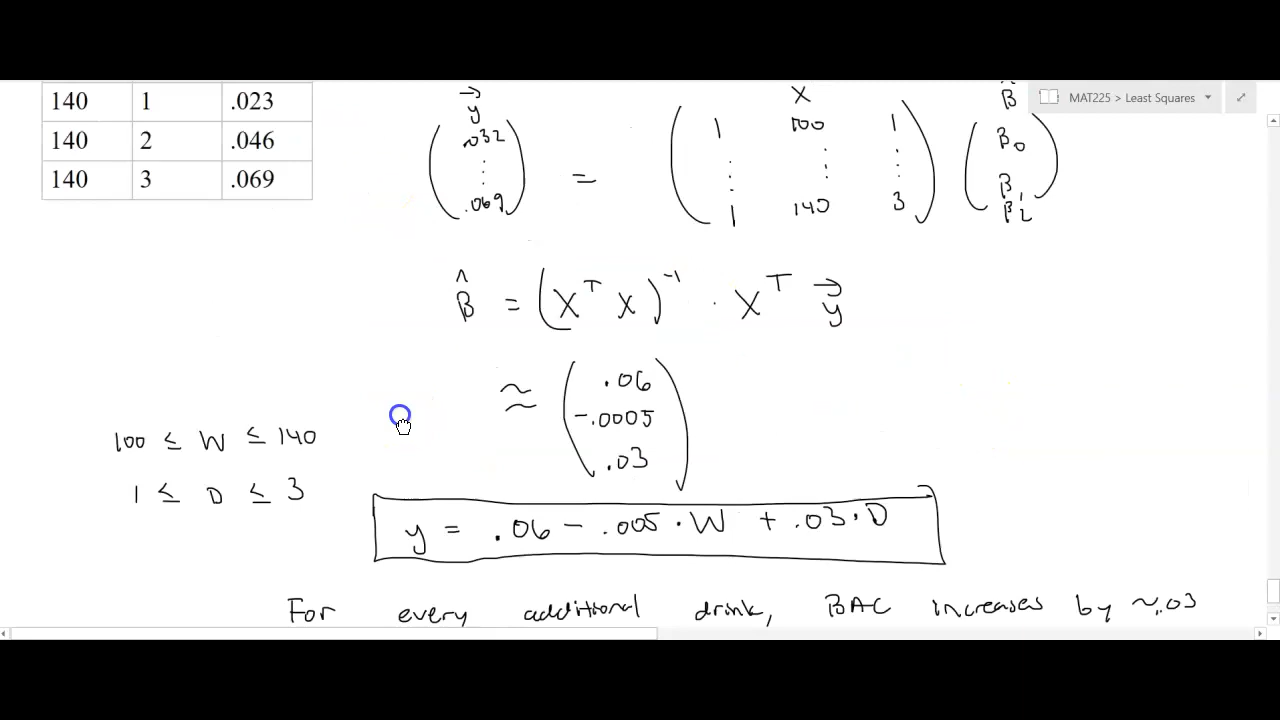 140 1 .023
140 2 .046
140 3 .069
MAT225 > Least Squares
y⃗ X β̂
.032 1 100 1 β0
⋮ = ⋮ ⋮ ⋮ β1
.069 1 140 3 β2
β̂ = (XᵀX)⁻¹ · Xᵀ y⃗
≈ .06
-.0005
.03
100 ≤ W ≤ 140
1 ≤ D ≤ 3
y = .06 - .005 · W + .03 · D
For every additional drink, BAC increases by ~.03